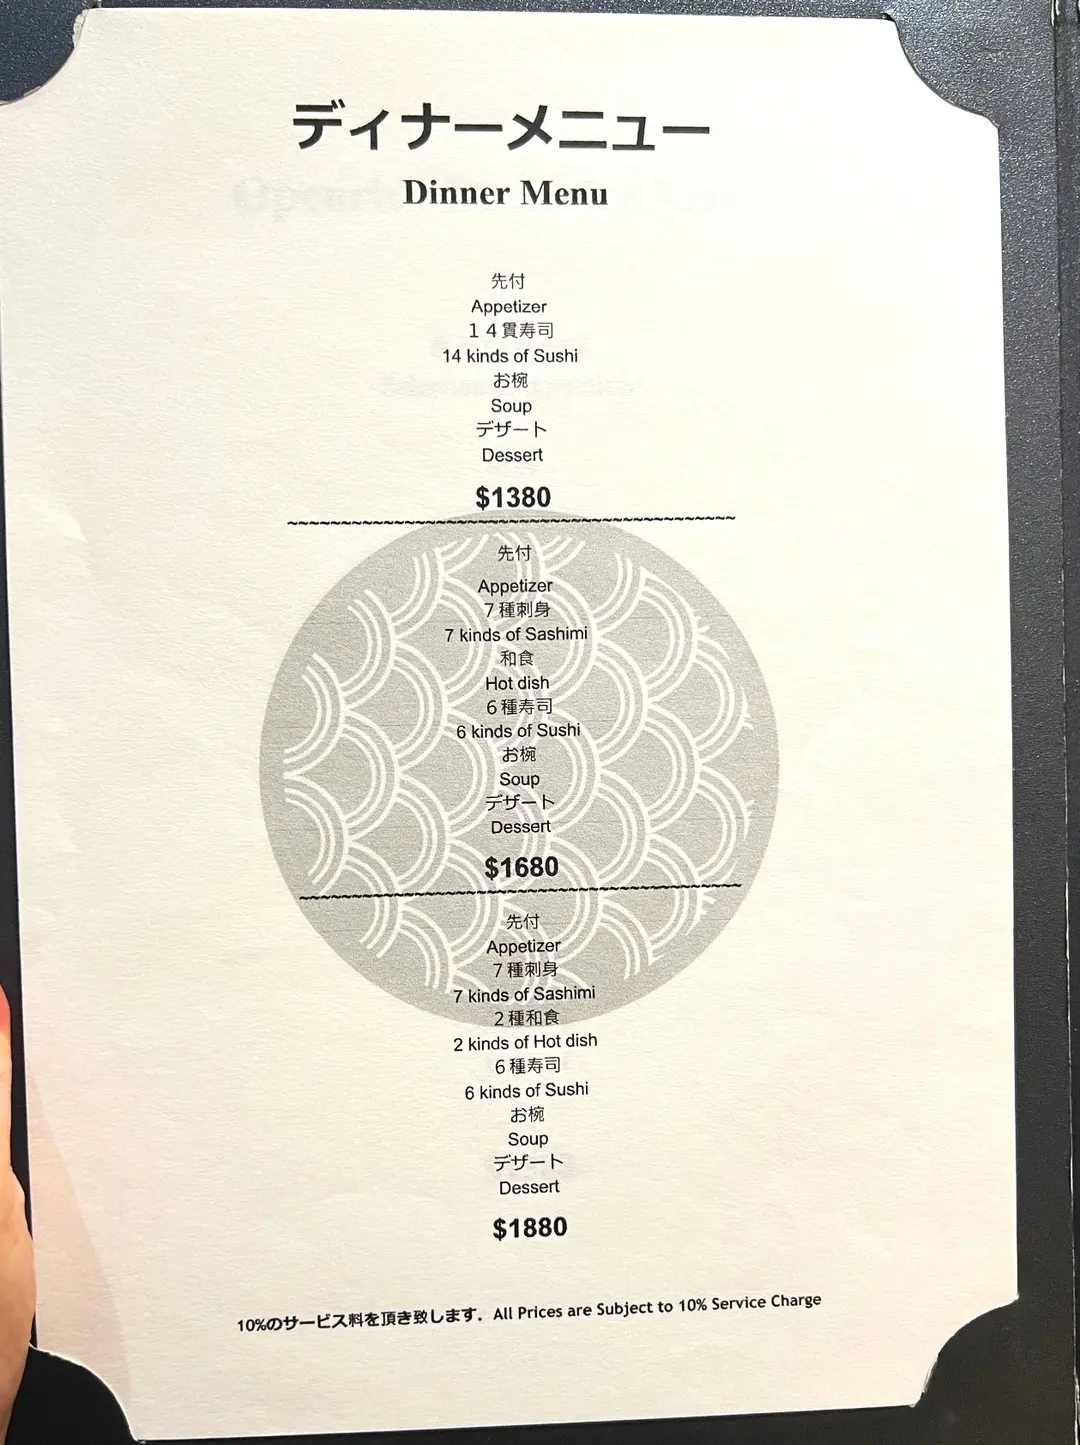 ディナーメニュー
Dinner Menu
先付
Appetizer
１４貫寿司
14 kinds of Sushi
お椀
Soup
デザート
Dessert
$1380
~~~~~~~~~~~~~~~~~~~~~~~~~~~~~~~~~~~~~~~~
先付
Appetizer
７種刺身
7 kinds of Sashimi
和食
Hot dish
６種寿司
6 kinds of Sushi
お椀
Soup
デザート
Dessert
$1680
~~~~~~~~~~~~~~~~~~~~~~~~~~~~~~~~~~~~~~~~
先付
Appetizer
７種刺身
7 kinds of Sashimi
２種和食
2 kinds of Hot dish
６種寿司
6 kinds of Sushi
お椀
Soup
デザート
Dessert
$1880
10%のサービス料を頂き致します. All Prices are Subject to 10% Service Charge